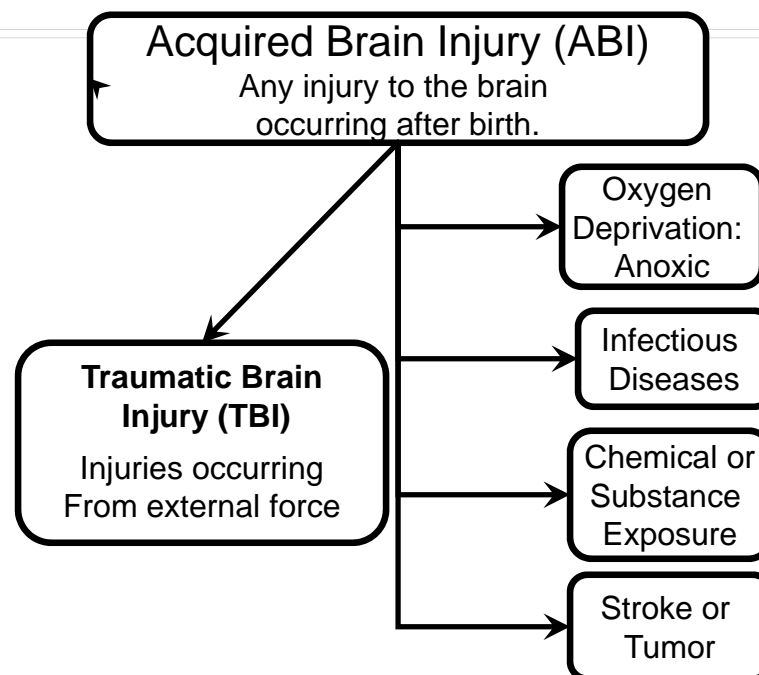 Acquired Brain Injury (ABI)
Any injury to the brain
occurring after birth.
Oxygen
Deprivation:
Anoxic
Infectious
Diseases
Traumatic Brain
Injury (TBI)
Injuries occurring
From external force
Chemical or
Substance
Exposure
Stroke or
Tumor